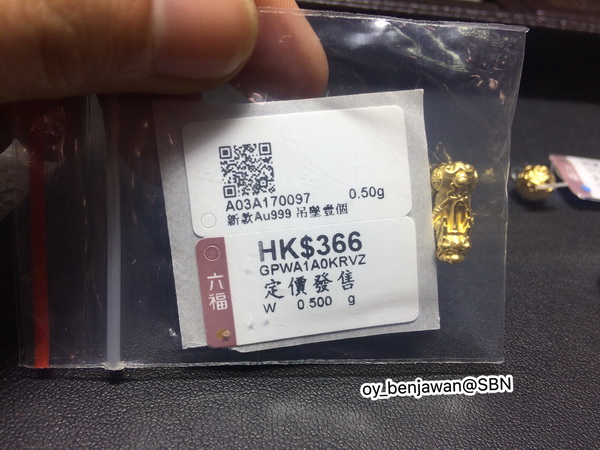 A03A170097 0.50g
新款Au999 吊墜壹個
HK$366
GPWA1A0KRVZ
六福
定價發售
W 0.500 g
oy_benjawan@SBN